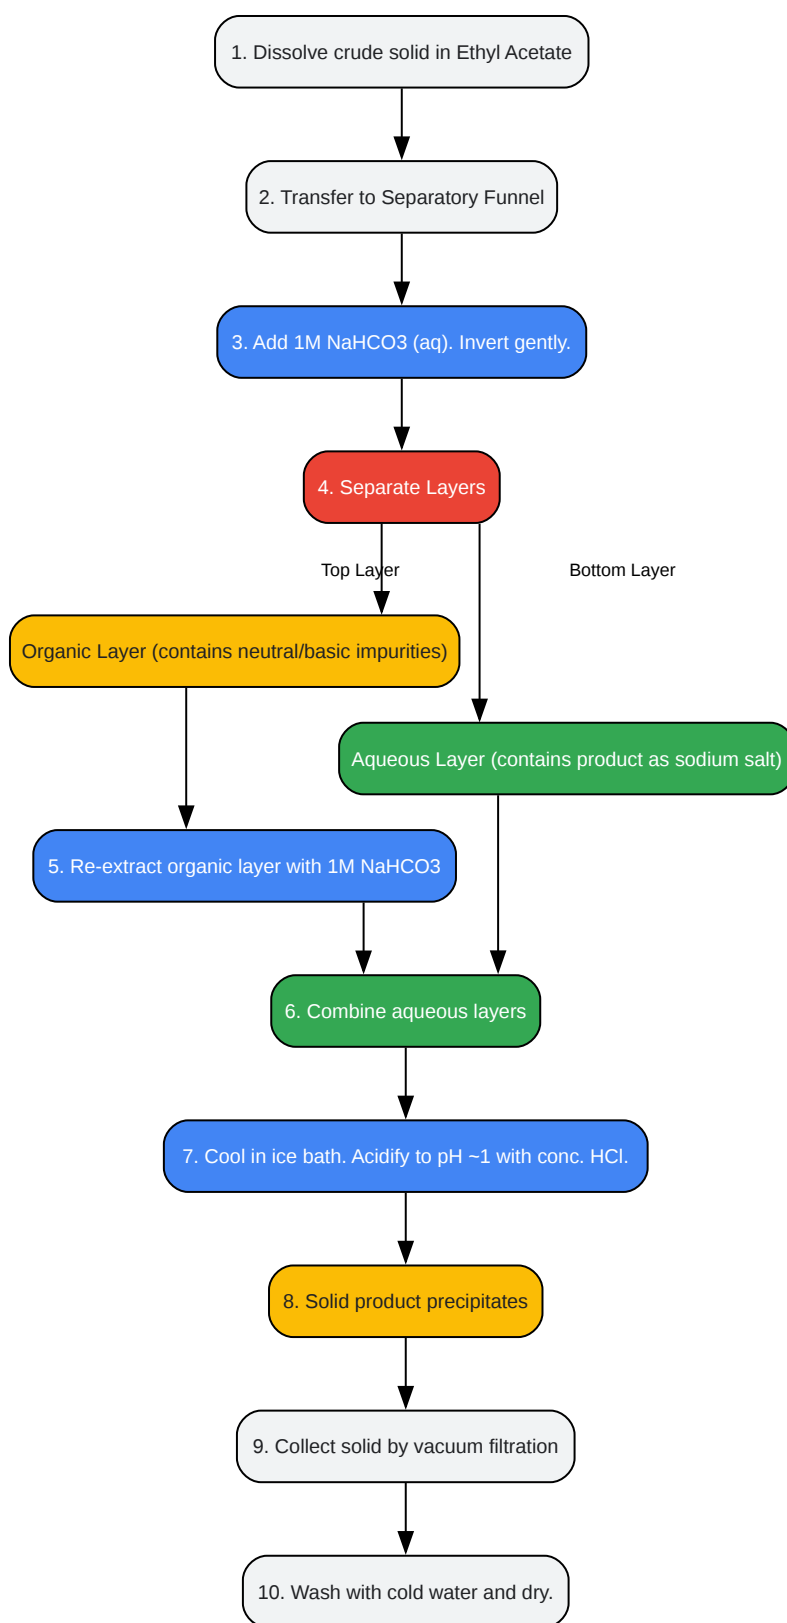 1. Dissolve crude solid in Ethyl Acetate
2. Transfer to Separatory Funnel
3. Add 1M NaHCO3 (aq). Invert gently.
4. Separate Layers
Top Layer
Bottom Layer
Organic Layer (contains neutral/basic impurities)
Aqueous Layer (contains product as sodium salt)
5. Re-extract organic layer with 1M NaHCO3
6. Combine aqueous layers
7. Cool in ice bath. Acidify to pH ~1 with conc. HCl.
8. Solid product precipitates
9. Collect solid by vacuum filtration
10. Wash with cold water and dry.